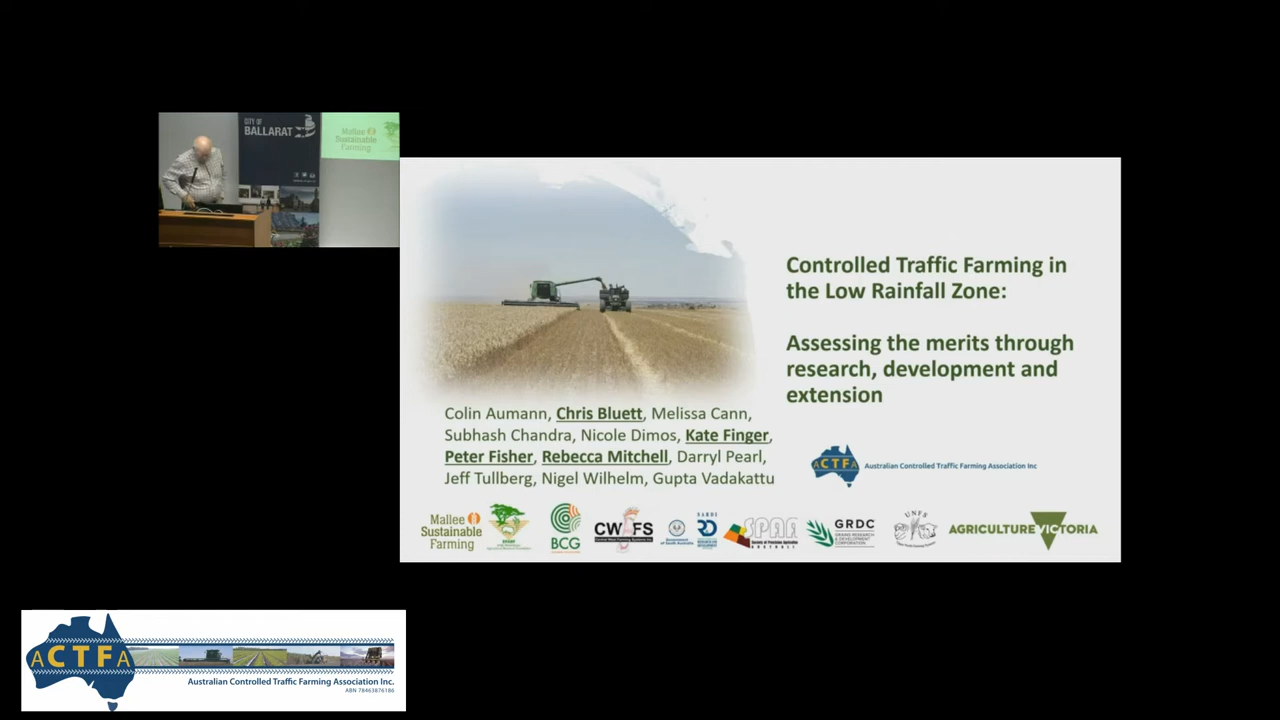 CITY OF
BALLARAT
Mallee
Sustainable
Farming
Controlled Traffic Farming in
the Low Rainfall Zone:
Assessing the merits through
research, development and
extension
Colin Aumann, Chris Bluett, Melissa Cann,
Subhash Chandra, Nicole Dimos, Kate Finger,
Peter Fisher, Rebecca Mitchell, Darryl Pearl,
Jeff Tullberg, Nigel Wilhelm, Gupta Vadakattu
ACTFA
Australian Controlled Traffic Farming Association Inc
Mallee
Sustainable
Farming
BCG
CWFS
SARDI
SPAA
GRDC
GRAINS RESEARCH
& DEVELOPMENT
CORPORATION
UNFS
AGRICULTURE VICTORIA
ACTFA
Australian Controlled Traffic Farming Association Inc.
ABN 78463876186